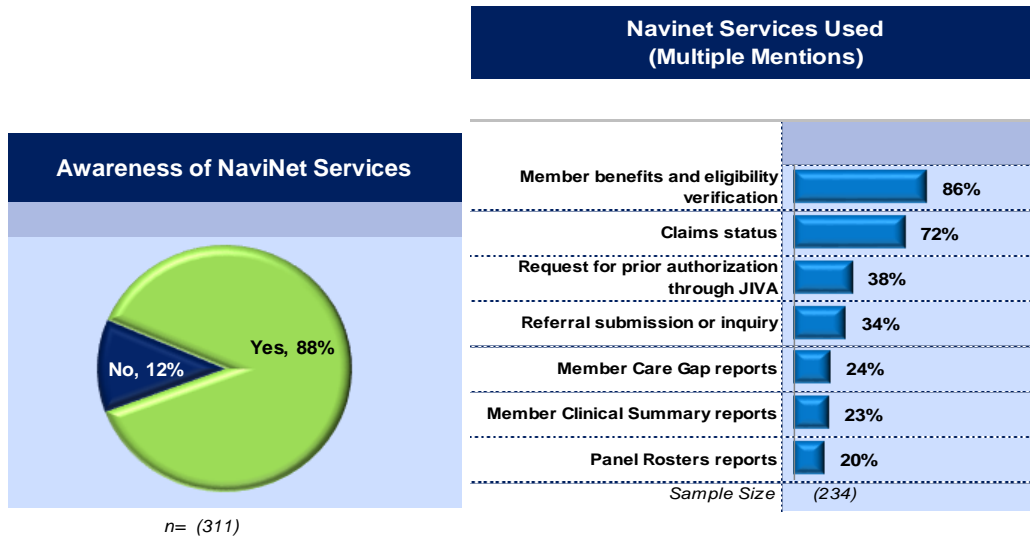 Awareness of NaviNet Services
Yes, 88%
No, 12%
n= (311)
Navinet Services Used
(Multiple Mentions)
Member benefits and eligibility
verification
86%
Claims status
72%
Request for prior authorization
through JIVA
38%
Referral submission or inquiry
34%
Member Care Gap reports
24%
Member Clinical Summary reports
23%
Panel Rosters reports
20%
Sample Size (234)